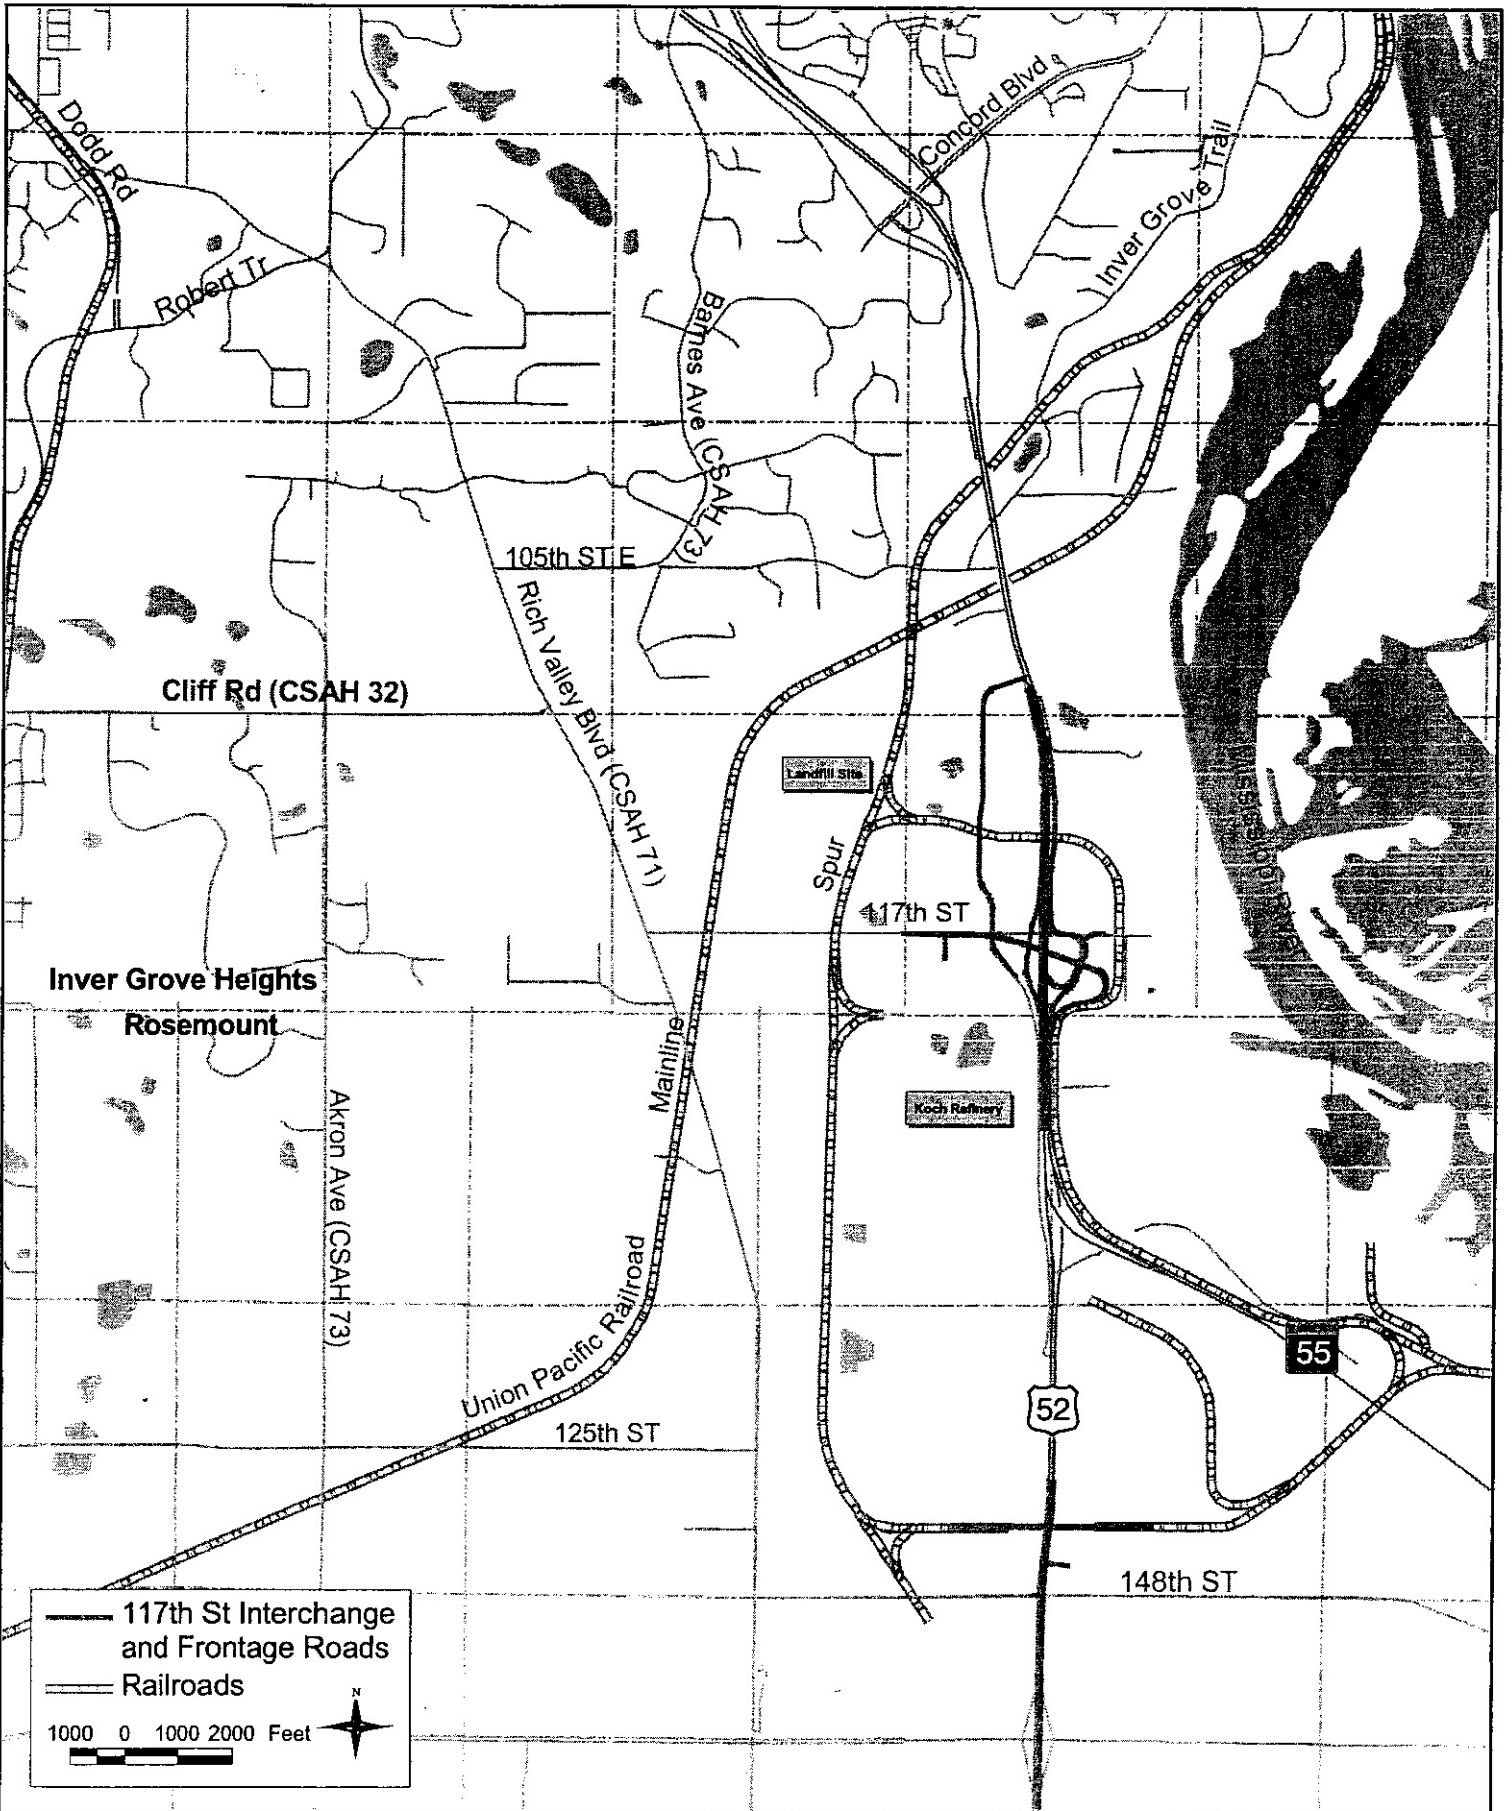 Dodd Rd
Concord Blvd
Inver Grove Trail
Robert Tr
Barnes Ave (CSAH 73)
105th ST E
Rich Valley Blvd (CSAH 71)
Cliff Rd (CSAH 32)
Landfill Site
Spur
117th ST
Mississippi River
Inver Grove Heights
Rosemount
Mainline
Koch Refinery
Akron Ave (CSAH 73)
Union Pacific Railroad
55
52
125th ST
148th ST
117th St Interchange
and Frontage Roads
Railroads
N
1000 0 1000 2000 Feet